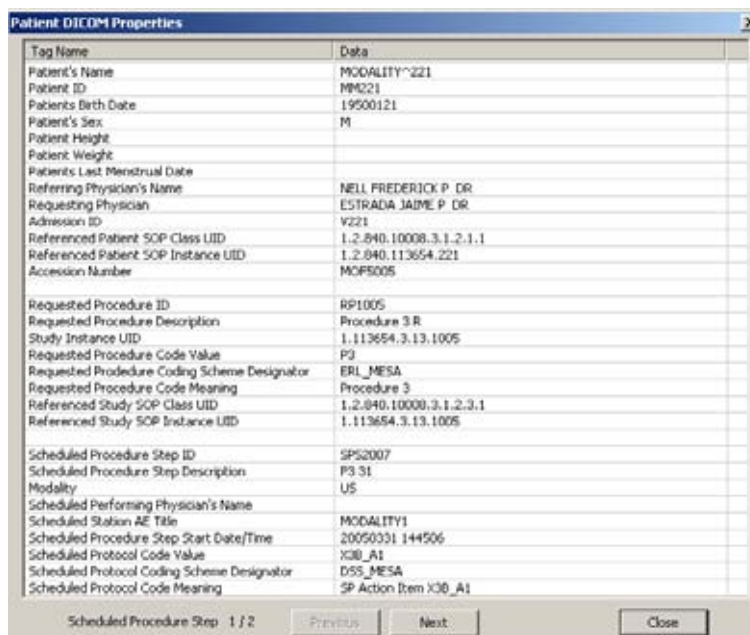 Patient DICOM Properties
Tag Name Data
Patient's Name MODALITY^221
Patient ID MM221
Patients Birth Date 19500121
Patient's Sex M
Patient Height
Patient Weight
Patients Last Menstrual Date
Referring Physician's Name NELL FREDERICK P DR
Requesting Physician ESTRADA JAIME P DR
Admission ID V221
Referenced Patient SOP Class UID 1.2.840.10008.3.1.2.1.1
Referenced Patient SOP Instance UID 1.2.840.113654.221
Accession Number MOF5005
Requested Procedure ID RP1005
Requested Procedure Description Procedure 3 R
Study Instance UID 1.113654.3.13.1005
Requested Procedure Code Value P3
Requested Prodedure Coding Scheme Designator ERL_MESA
Requested Procedure Code Meaning Procedure 3
Referenced Study SOP Class UID 1.2.840.10008.3.1.2.3.1
Referenced Study SOP Instance UID 1.113654.3.13.1005
Scheduled Procedure Step ID SPS2007
Scheduled Procedure Step Description P3 31
Modality US
Scheduled Performing Physician's Name
Scheduled Station AE Title MODALITY1
Scheduled Procedure Step Start Date/Time 20050331 144506
Scheduled Protocol Code Value X3B_A1
Scheduled Protocol Coding Scheme Designator DSS_MESA
Scheduled Protocol Code Meaning SP Action Item X3B_A1
Scheduled Procedure Step 1 / 2 Previous Next Close